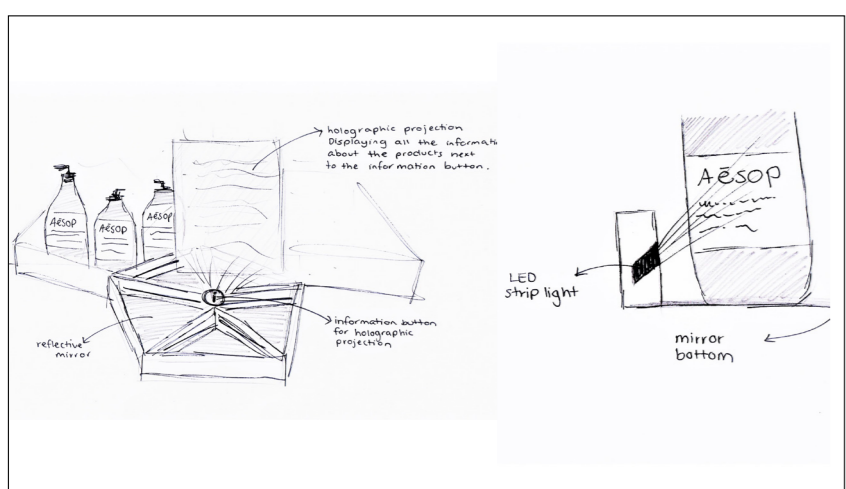 holographic projection
Displaying all the informati
about the products next
to the information button.
Aēsop
Aēsop
Aēsop
reflective
mirror
information button
for holographic
projection
Aēsop
LED
strip light
mirror
bottom